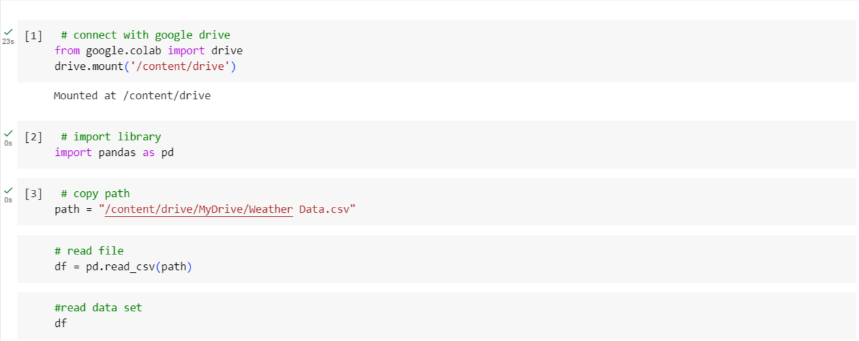 [1] # connect with google drive
from google.colab import drive
drive.mount('/content/drive')
23s
Mounted at /content/drive
[2] # import library
import pandas as pd
0s
[3] # copy path
path = "/content/drive/MyDrive/Weather Data.csv"
0s
# read file
df = pd.read_csv(path)
#read data set
df